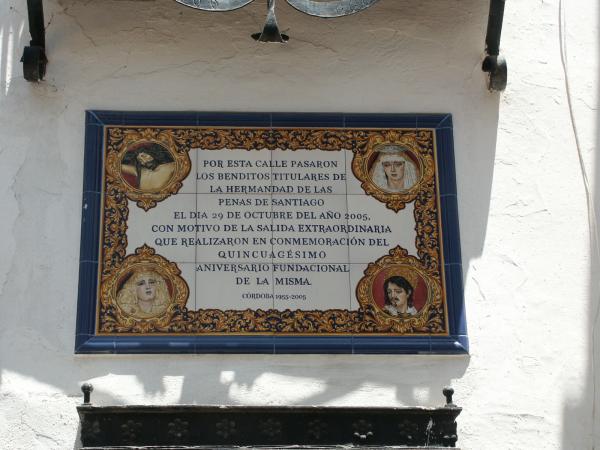 POR ESTA CALLE PASARON
LOS BENDITOS TITULARES DE
LA HERMANDAD DE LAS
PENAS DE SANTIAGO
EL DIA 29 DE OCTUBRE DEL AÑO 2005,
CON MOTIVO DE LA SALIDA EXTRAORDINARIA
QUE REALIZARON EN CONMEMORACIÓN DEL
QUINCUAGÉSIMO
ANIVERSARIO FUNDACIONAL
DE LA MISMA.
CÓRDOBA 1955-2005